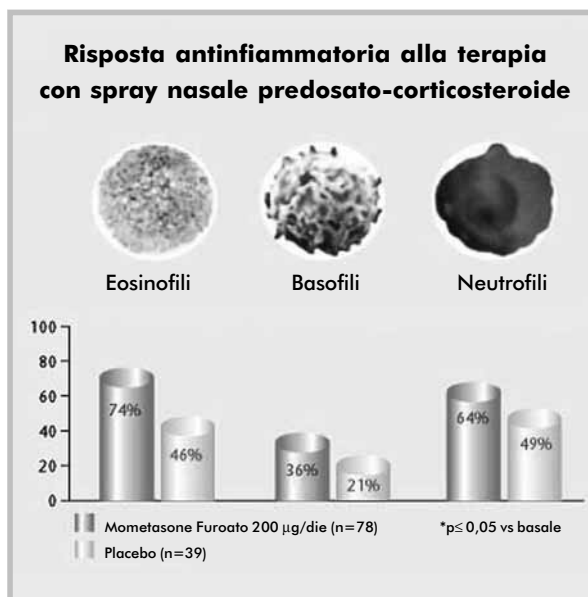 Risposta antinfiammatoria alla terapia
con spray nasale predosato-corticosteroide
Eosinofili Basofili Neutrofili
100
80
60
40
20
0
74% 46% 36% 21% 64% 49%
Mometasone Furoato 200 μg/die (n=78) *p≤ 0,05 vs basale
Placebo (n=39)